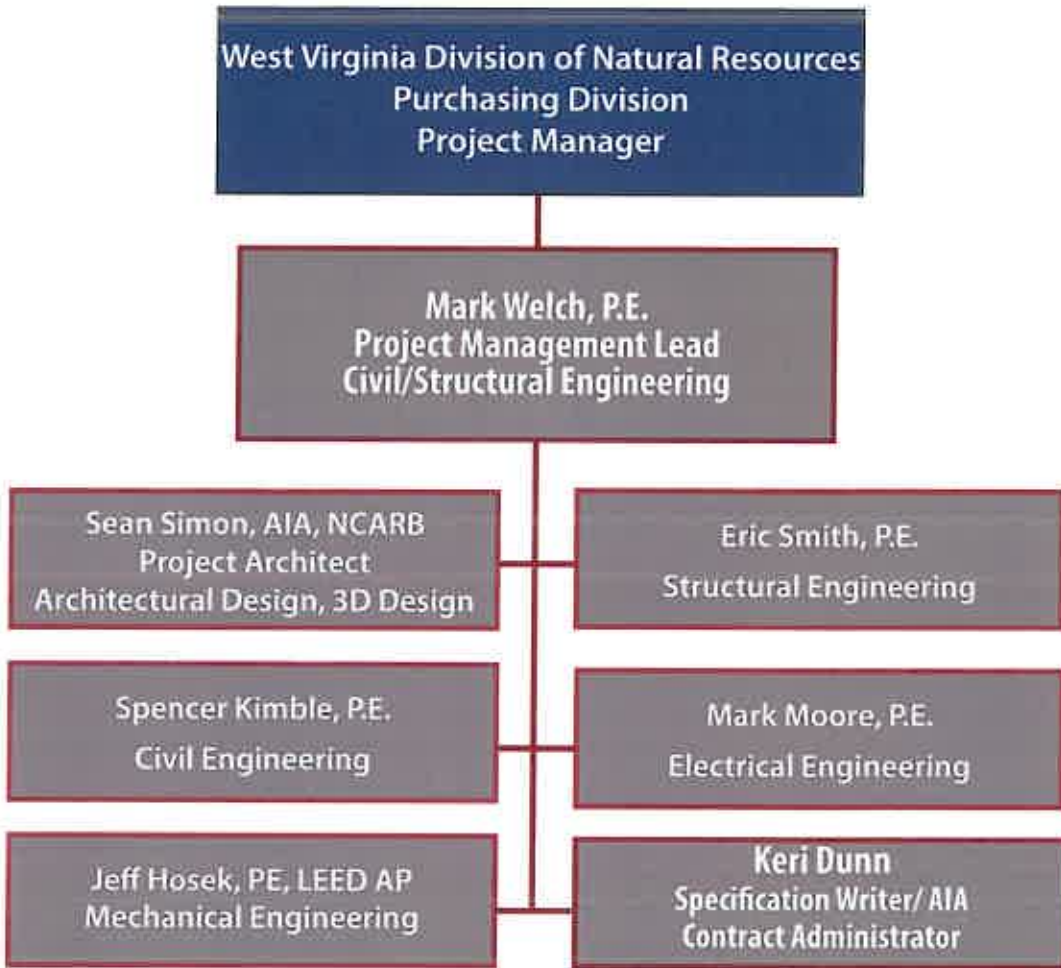 West Virginia Division of Natural Resources
Purchasing Division
Project Manager
Mark Welch, P.E.
Project Management Lead
Civil/Structural Engineering
Sean Simon, AIA, NCARB
Project Architect
Architectural Design, 3D Design
Eric Smith, P.E.
Structural Engineering
Spencer Kimble, P.E.
Civil Engineering
Mark Moore, P.E.
Electrical Engineering
Jeff Hosek, PE, LEED AP
Mechanical Engineering
Keri Dunn
Specification Writer/ AIA
Contract Administrator